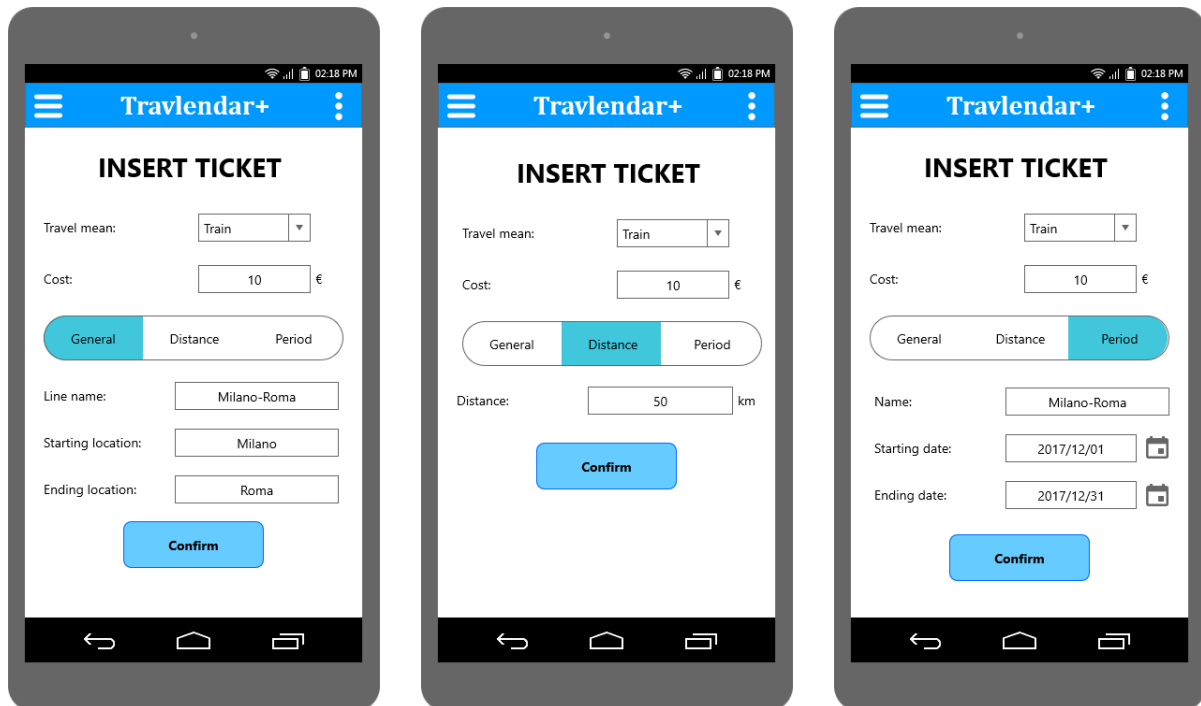 02:18 PM
Travlendar+
INSERT TICKET
Travel mean: Train
Cost: 10 €
General Distance Period
Line name: Milano-Roma
Starting location: Milano
Ending location: Roma
Confirm
02:18 PM
Travlendar+
INSERT TICKET
Travel mean: Train
Cost: 10 €
General Distance Period
Distance: 50 km
Confirm
02:18 PM
Travlendar+
INSERT TICKET
Travel mean: Train
Cost: 10 €
General Distance Period
Name: Milano-Roma
Starting date: 2017/12/01
Ending date: 2017/12/31
Confirm